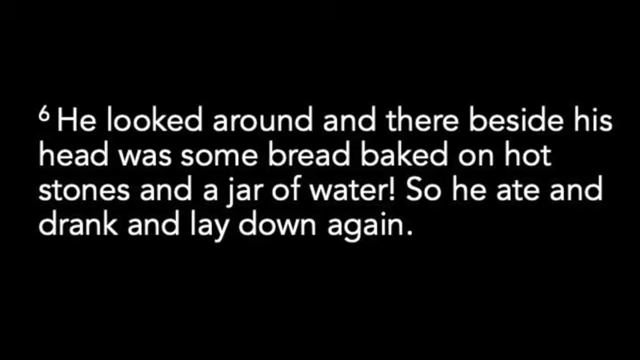 ⁶ He looked around and there beside his
head was some bread baked on hot
stones and a jar of water! So he ate and
drank and lay down again.